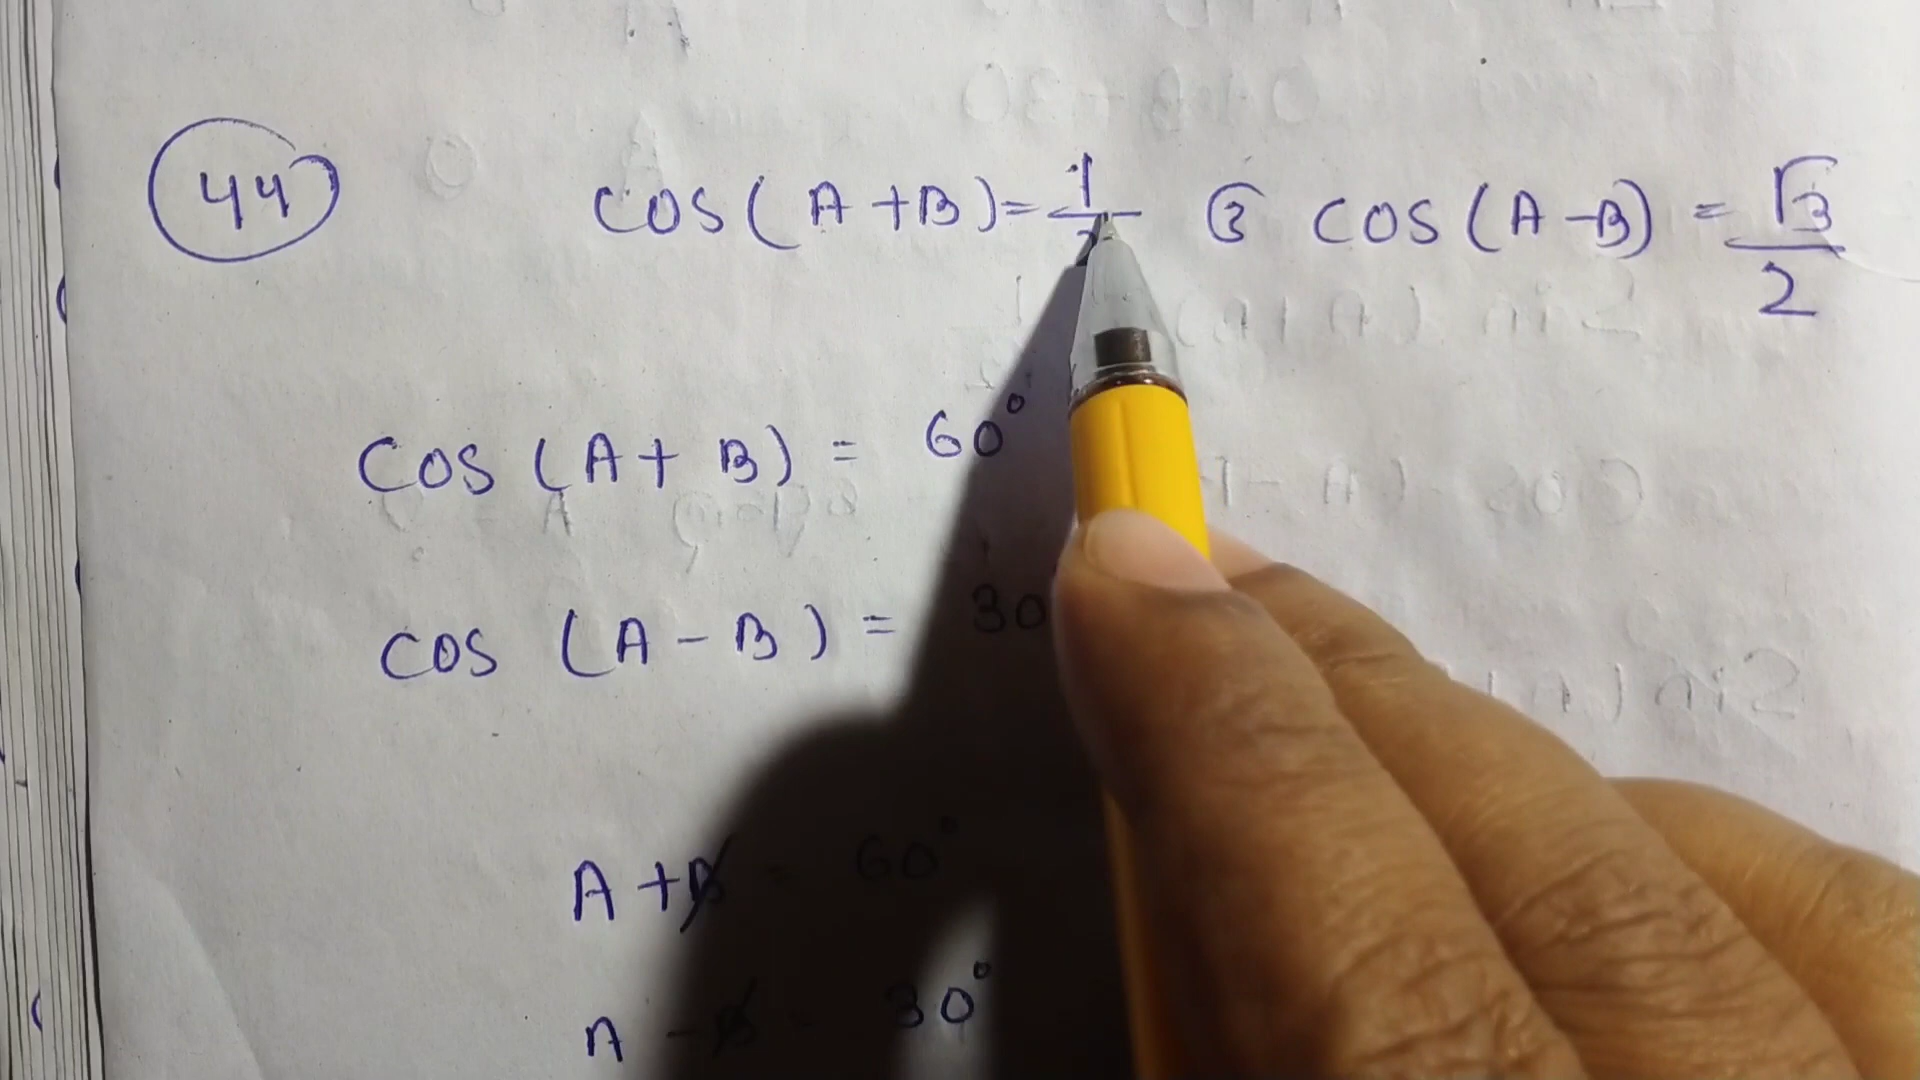 44 cos(A+B)=1/2 & cos(A-B) = √3/2
cos (A+ B) = 60°
cos (A - B) = 30
A + B = 60°
A - B = 30°